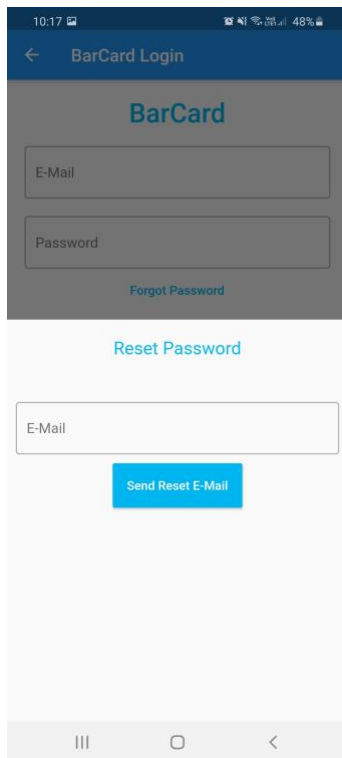 10:17 48%
BarCard Login
BarCard
E-Mail
Password
Forgot Password
Reset Password
E-Mail
Send Reset E-Mail